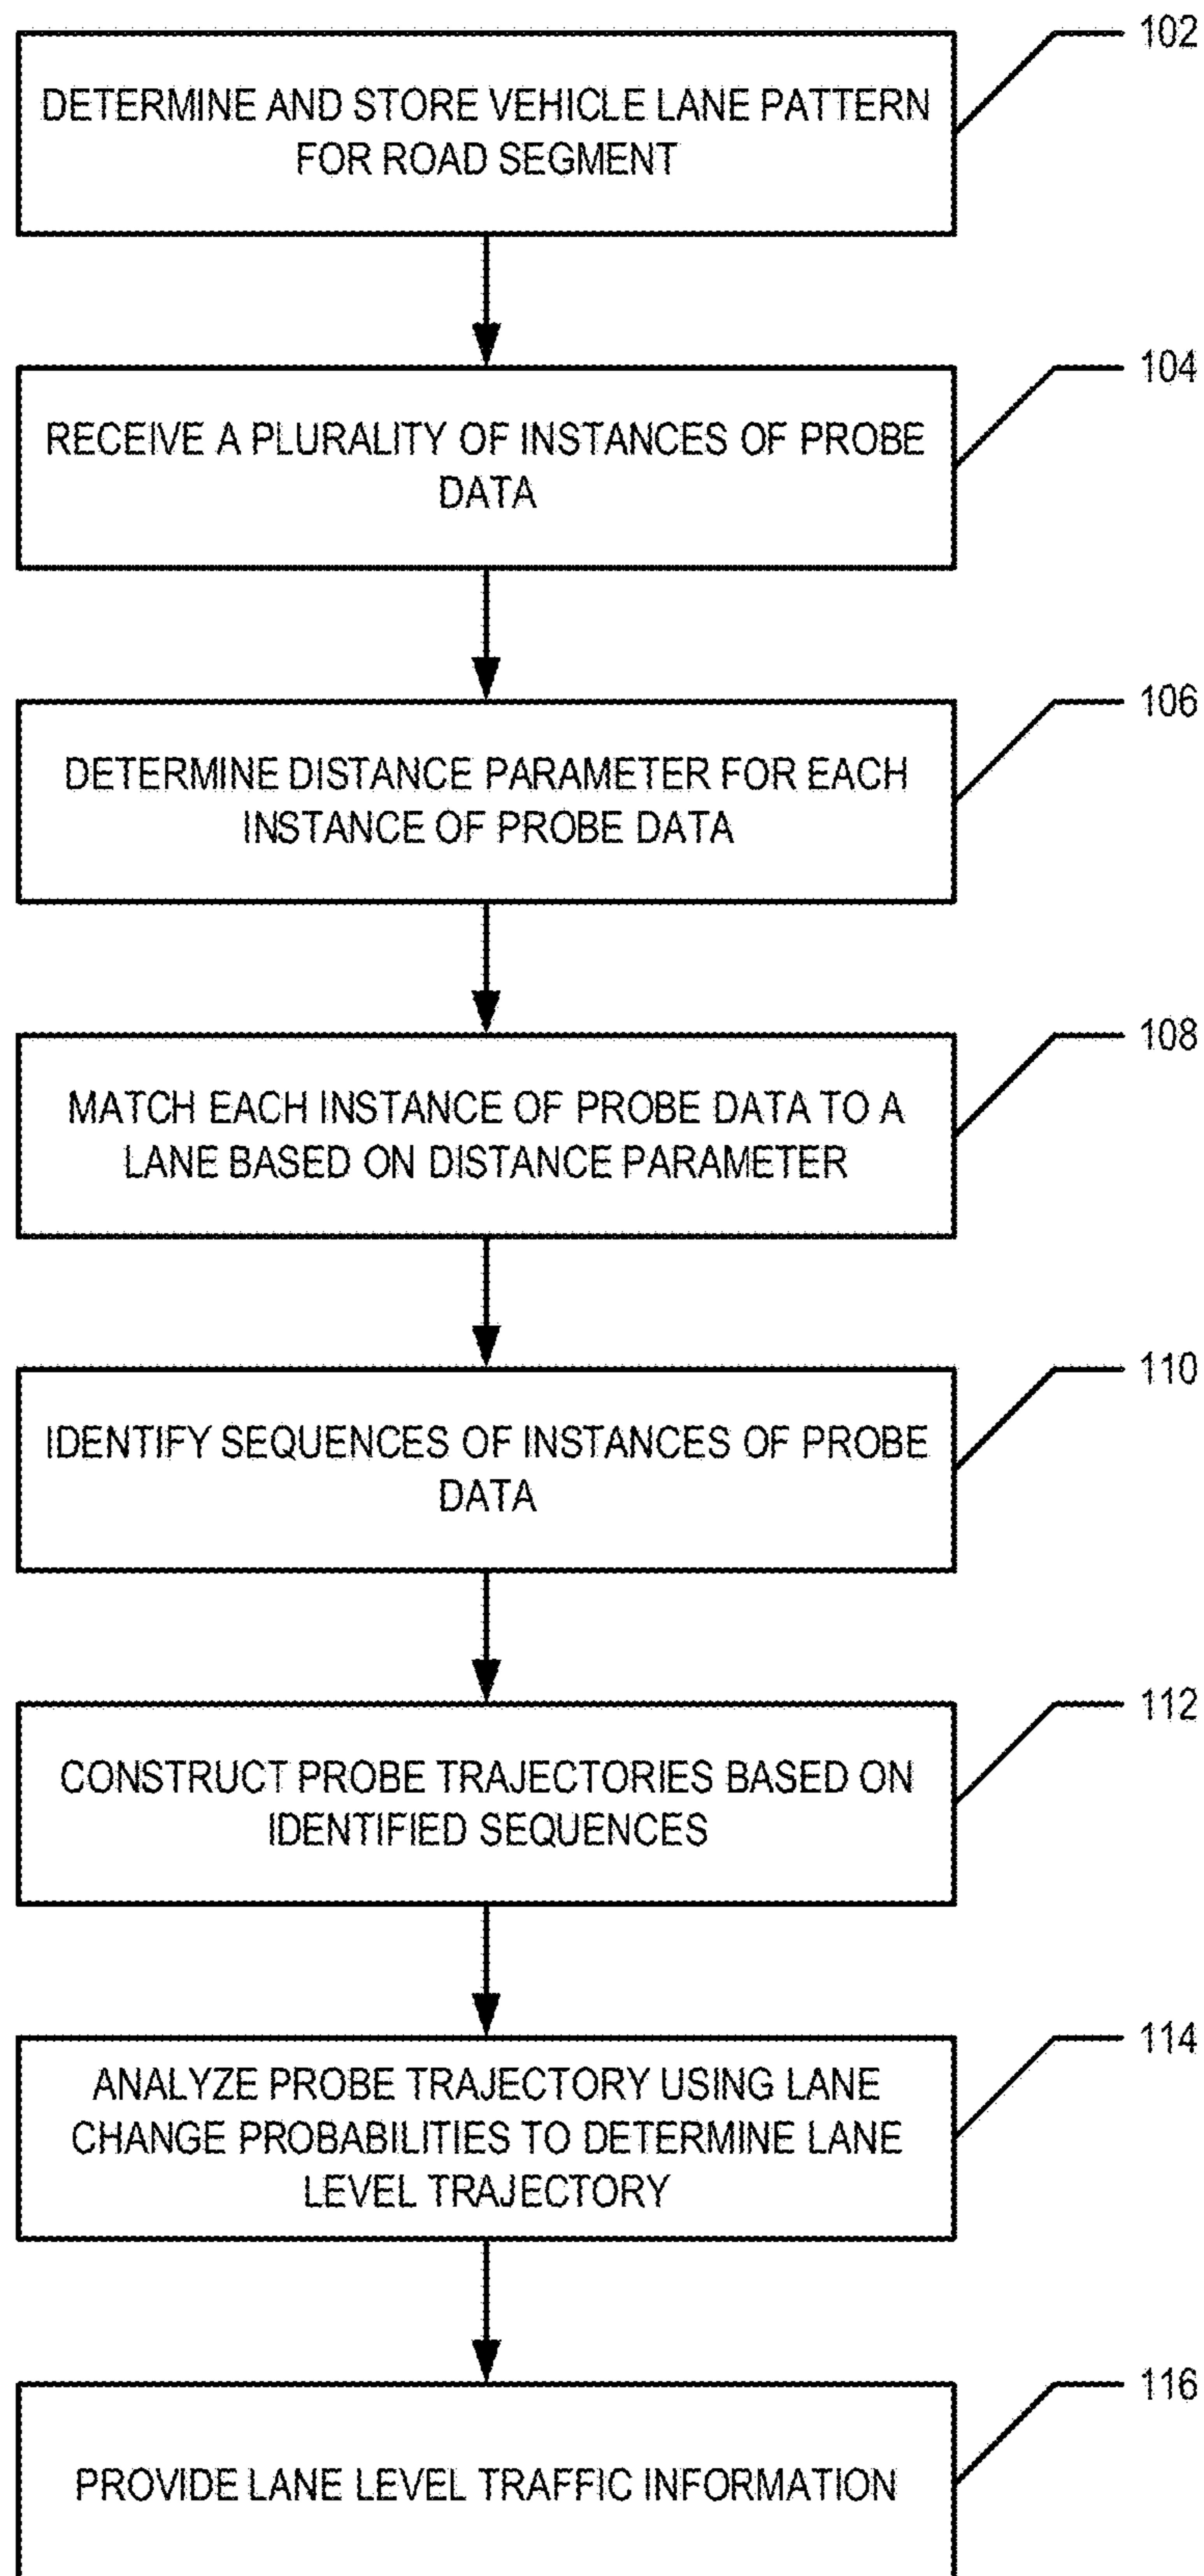 102
DETERMINE AND STORE VEHICLE LANE PATTERN
FOR ROAD SEGMENT
104
RECEIVE A PLURALITY OF INSTANCES OF PROBE
DATA
106
DETERMINE DISTANCE PARAMETER FOR EACH
INSTANCE OF PROBE DATA
108
MATCH EACH INSTANCE OF PROBE DATA TO A
LANE BASED ON DISTANCE PARAMETER
110
IDENTIFY SEQUENCES OF INSTANCES OF PROBE
DATA
112
CONSTRUCT PROBE TRAJECTORIES BASED ON
IDENTIFIED SEQUENCES
114
ANALYZE PROBE TRAJECTORY USING LANE
CHANGE PROBABILITIES TO DETERMINE LANE
LEVEL TRAJECTORY
116
PROVIDE LANE LEVEL TRAFFIC INFORMATION